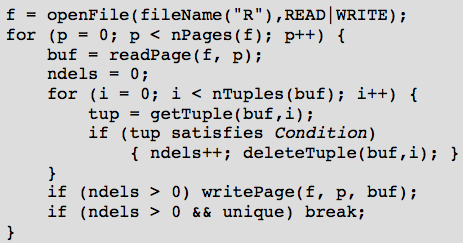 f = openFile(fileName("R"),READ|WRITE);
for (p = 0; p < nPages(f); p++) {
    buf = readPage(f, p);
    ndels = 0;
    for (i = 0; i < nTuples(buf); i++) {
        tup = getTuple(buf,i);
        if (tup satisfies Condition)
            { ndels++; deleteTuple(buf,i); }
    }
    if (ndels > 0) writePage(f, p, buf);
    if (ndels > 0 && unique) break;
}